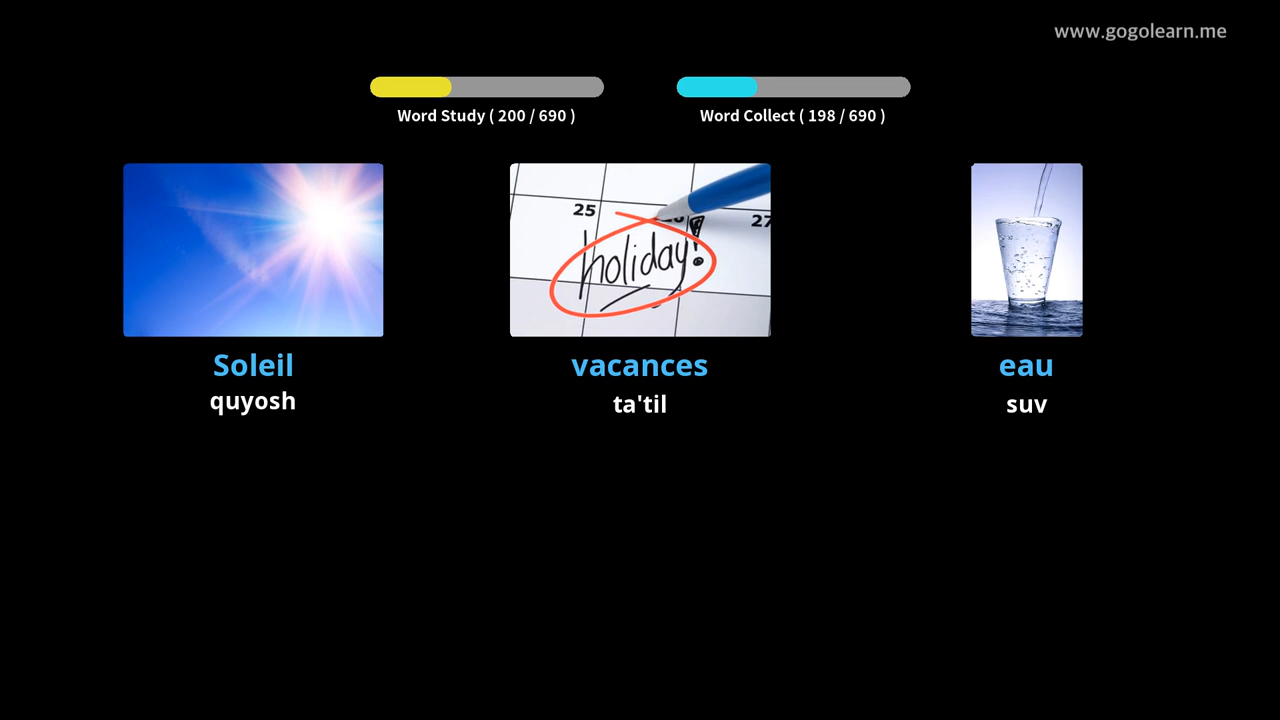 www.gogolearn.me
Word Study ( 200 / 690 )
Word Collect ( 198 / 690 )
25
27
holiday!
Soleil
vacances
eau
quyosh
ta'til
suv